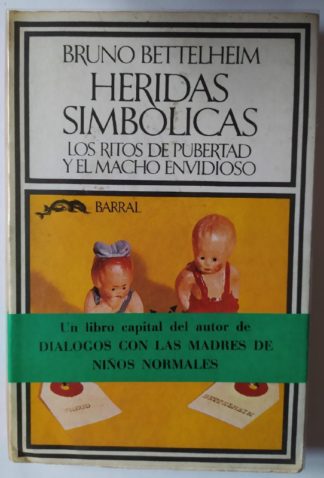 BRUNO BETTELHEIM
HERIDAS
SIMBOLICAS
LOS RITOS DE PUBERTAD
Y EL MACHO ENVIDIOSO
BARRAL
Un libro capital del autor de
DIALOGOS CON LAS MADRES DE
NIÑOS NORMALES